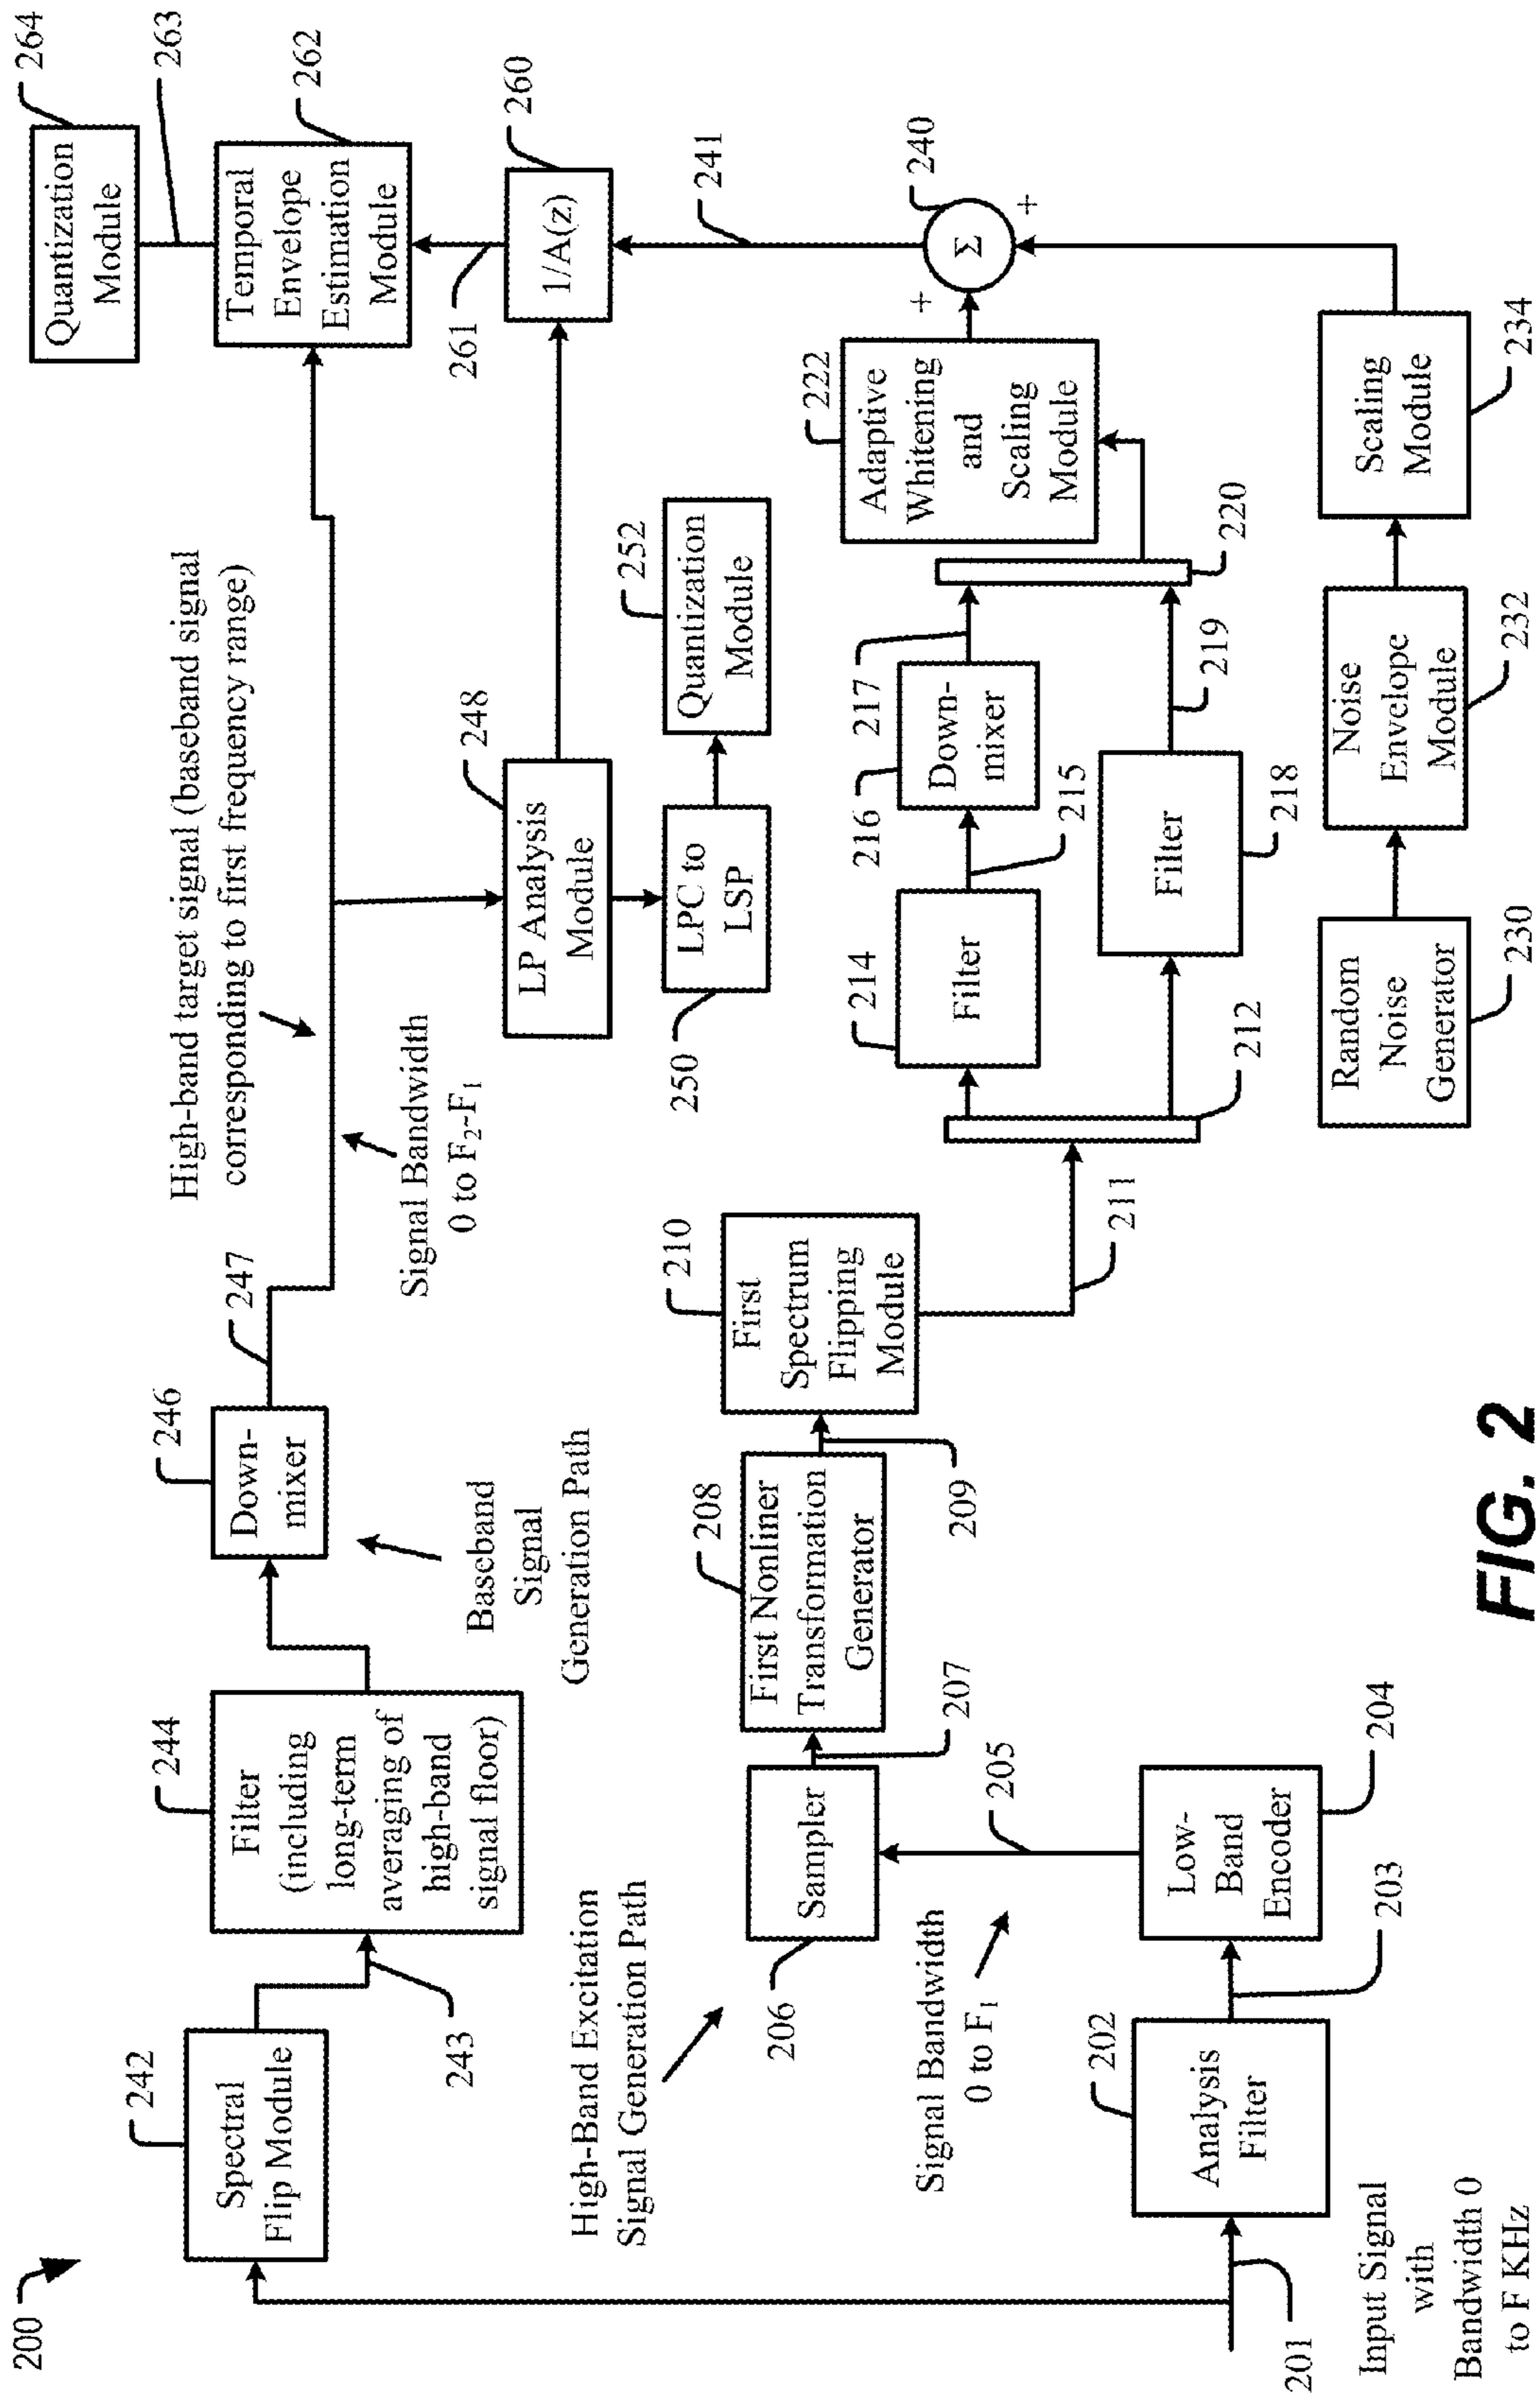 200
242
Spectral
Flip Module
243
244
Filter
(including
long-term
averaging of
high-band
signal floor)
246
Down-
mixer
247
Baseband
Signal
Generation Path
High-band target signal (baseband signal
corresponding to first frequency range)
Signal Bandwidth
0 to F2-F1
264
Quantization
Module
263
262
Temporal
Envelope
Estimation
Module
261
260
1/A(z)
248
LP Analysis
Module
250
LPC to
LSP
252
Quantization
Module
241
240
Σ
+
+
High-Band Excitation
Signal Generation Path
206
Sampler
207
208
First Nonliner
Transformation
Generator
209
210
First
Spectrum
Flipping
Module
211
212
214
Filter
215
216
Down-
mixer
217
218
Filter
219
220
222
Adaptive
Whitening
and
Scaling
Module
Signal Bandwidth
0 to F1
205
204
Low-
Band
Encoder
203
202
Analysis
Filter
201
Input Signal
with
Bandwidth 0
to F KHz
230
Random
Noise
Generator
232
Noise
Envelope
Module
234
Scaling
Module
FIG. 2